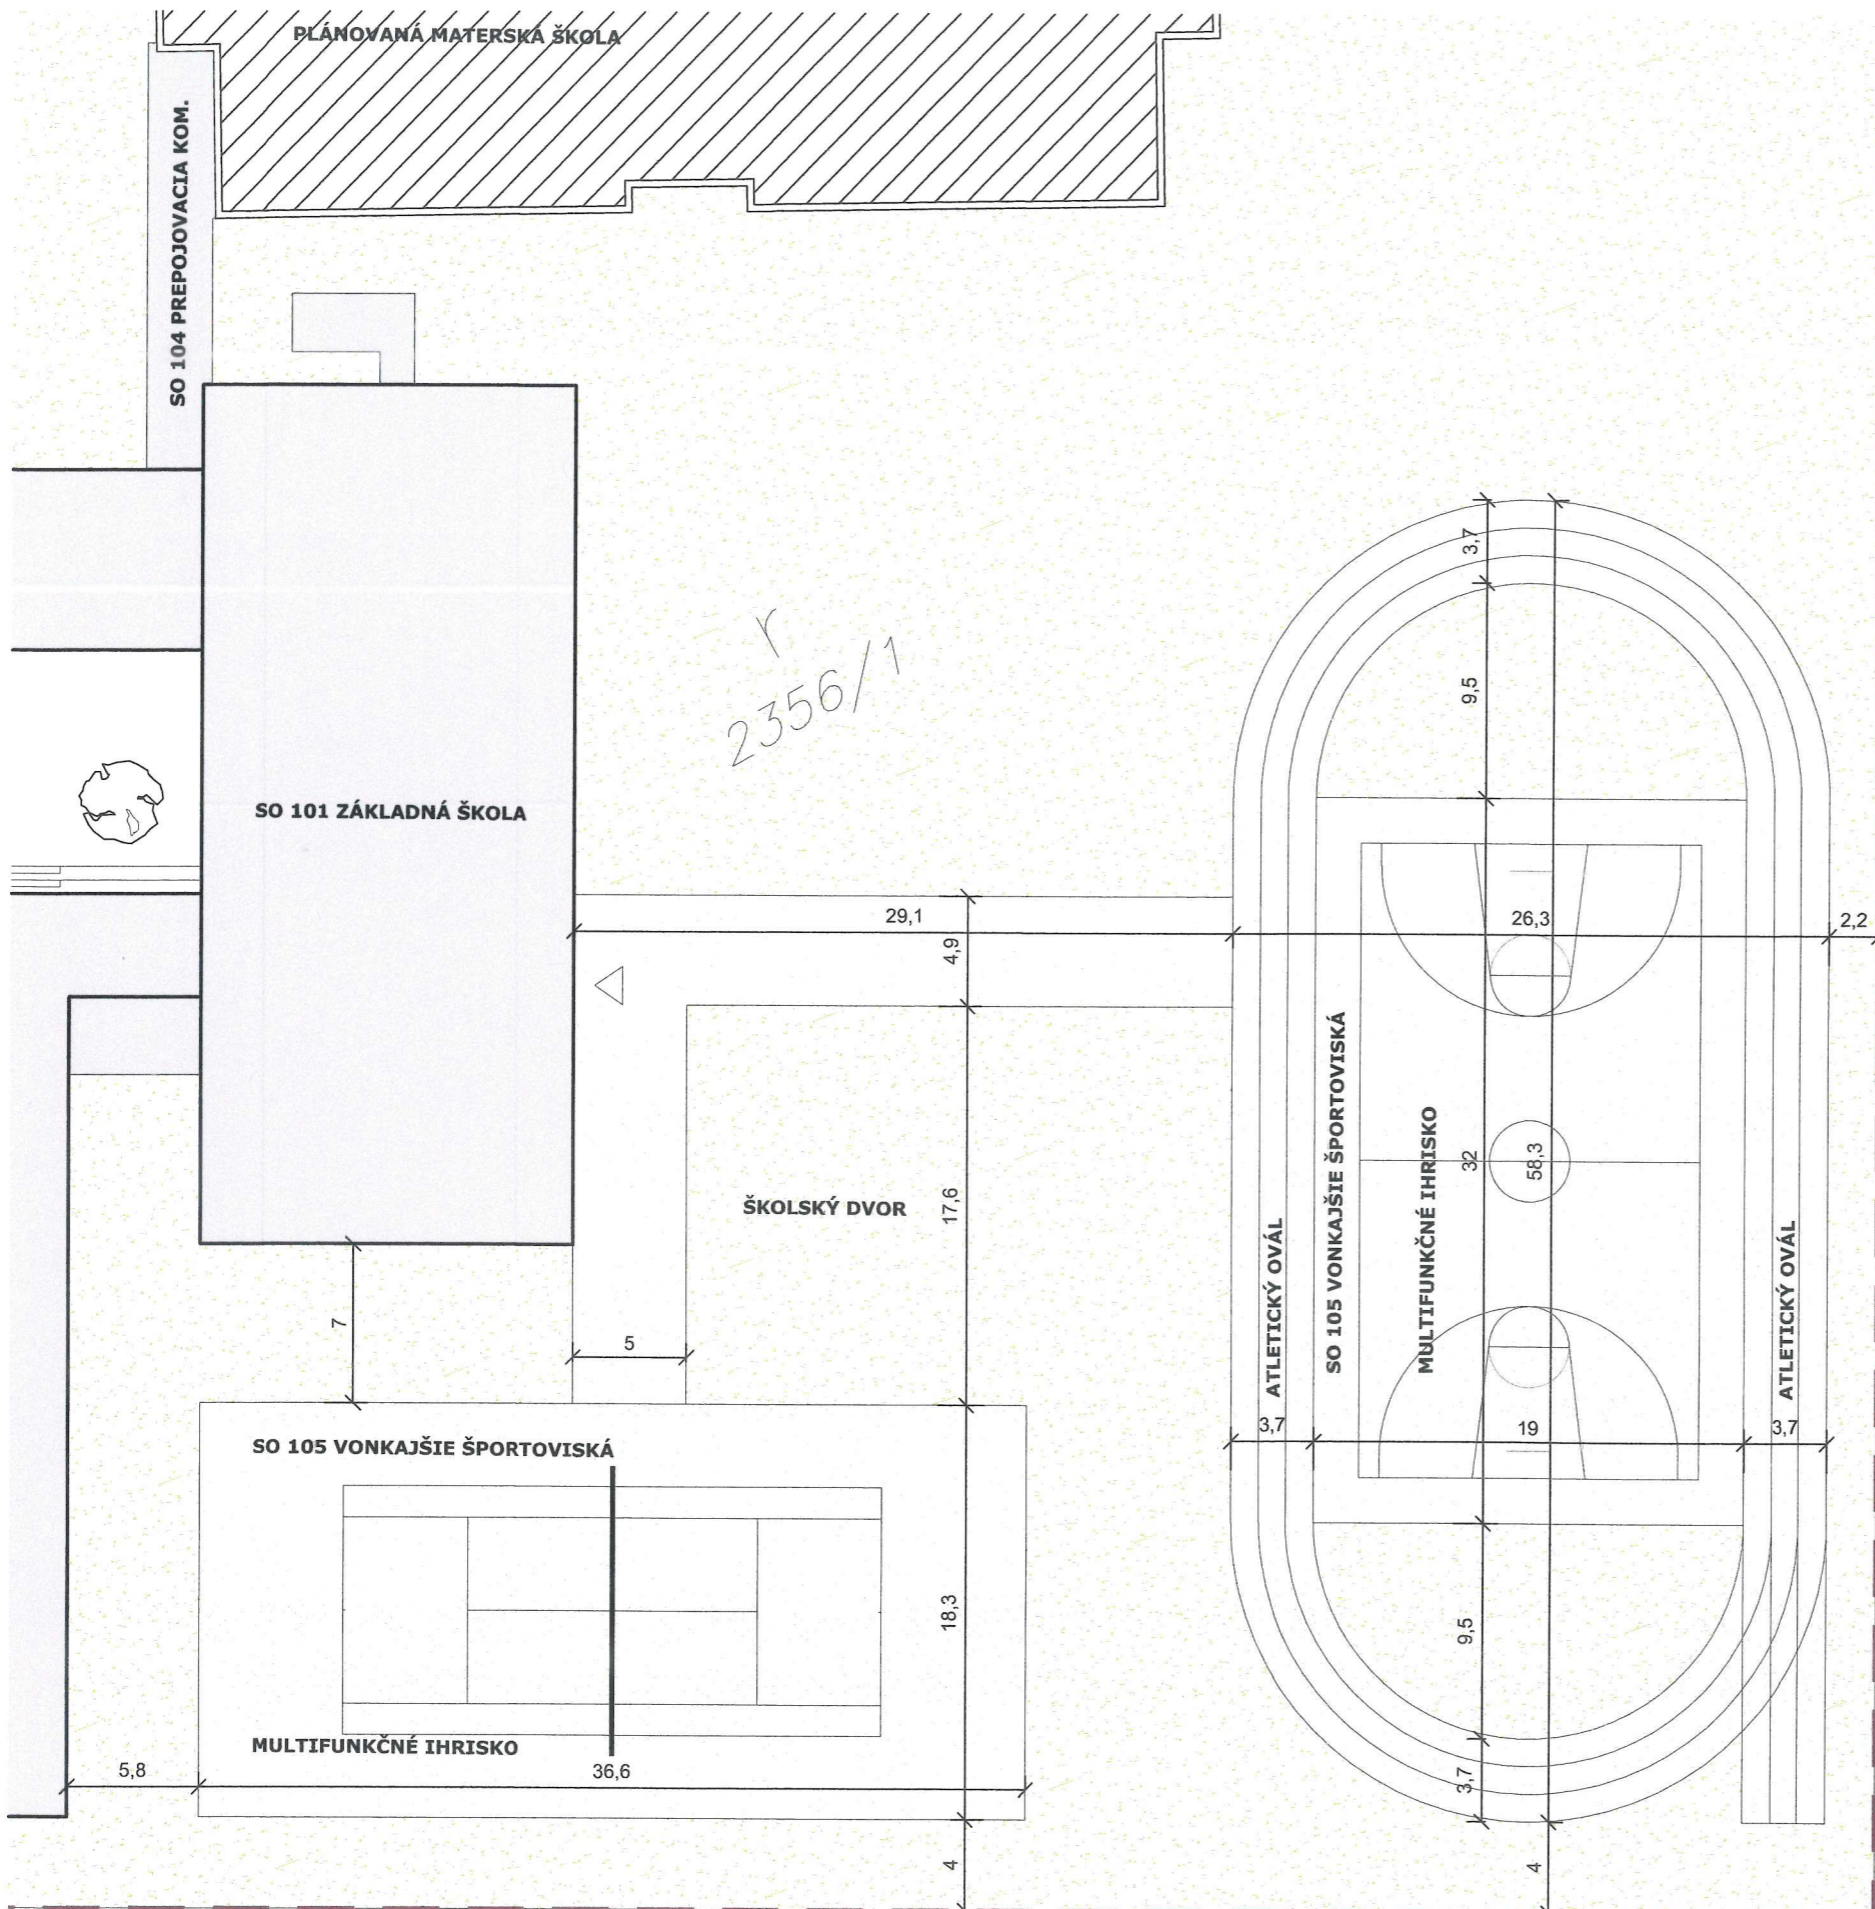 PLÁNOVANÁ MATERSKÁ ŠKOLA
SO 104 PREPOJOVACIA KOM.
r
2356/1
SO 101 ZÁKLADNÁ ŠKOLA
29,1
4,9
26,3
2,2
3,7
9,5
32
58,3
SO 105 VONKAJŠIE ŠPORTOVISKÁ
MULTIFUNKČNÉ IHRISKO
ATLETICKÝ OVÁL
ATLETICKÝ OVÁL
ŠKOLSKÝ DVOR
17,6
7
5
3,7
19
3,7
SO 105 VONKAJŠIE ŠPORTOVISKÁ
18,3
9,5
MULTIFUNKČNÉ IHRISKO
5,8
36,6
3,7
4
4